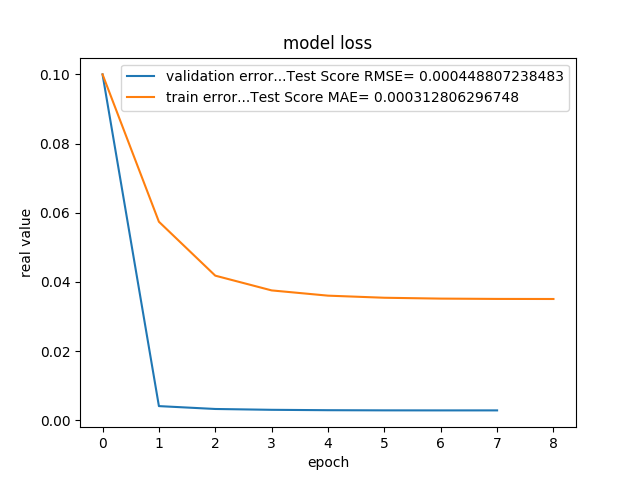 model loss
validation error...Test Score RMSE= 0.000448807238483
train error...Test Score MAE= 0.000312806296748
real value
0.10
0.08
0.06
0.04
0.02
0.00
0 1 2 3 4 5 6 7 8
epoch